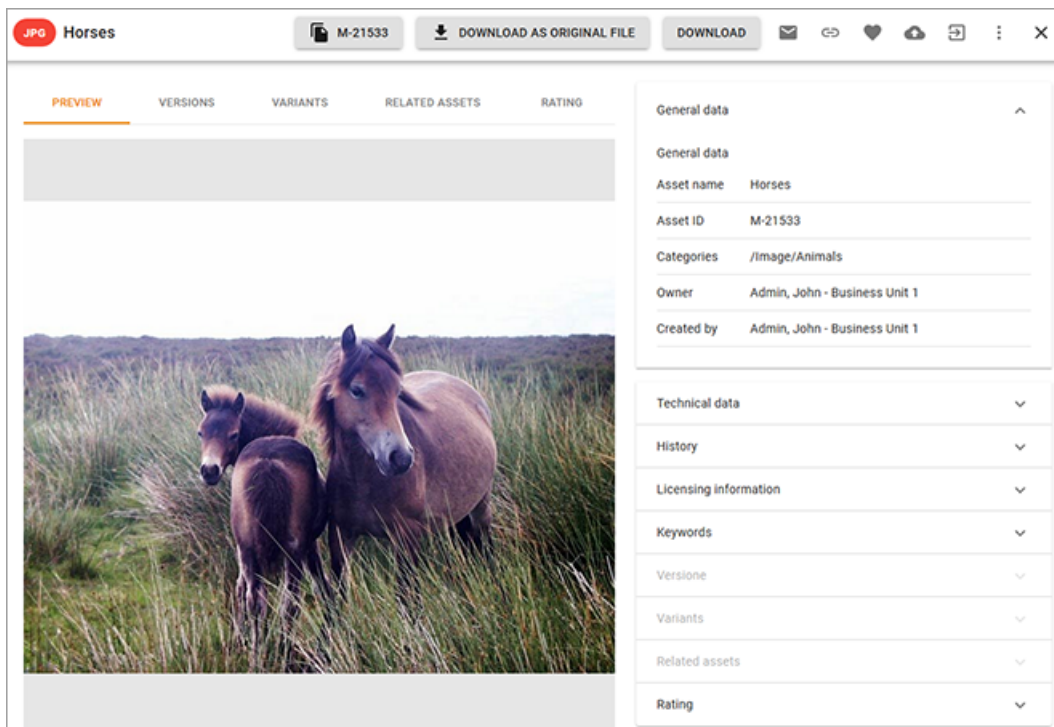 JPG Horses M-21533 DOWNLOAD AS ORIGINAL FILE DOWNLOAD
PREVIEW VERSIONS VARIANTS RELATED ASSETS RATING
General data
General data
Asset name Horses
Asset ID M-21533
Categories /Image/Animals
Owner Admin, John - Business Unit 1
Created by Admin, John - Business Unit 1
Technical data
History
Licensing information
Keywords
Versione
Variants
Related assets
Rating